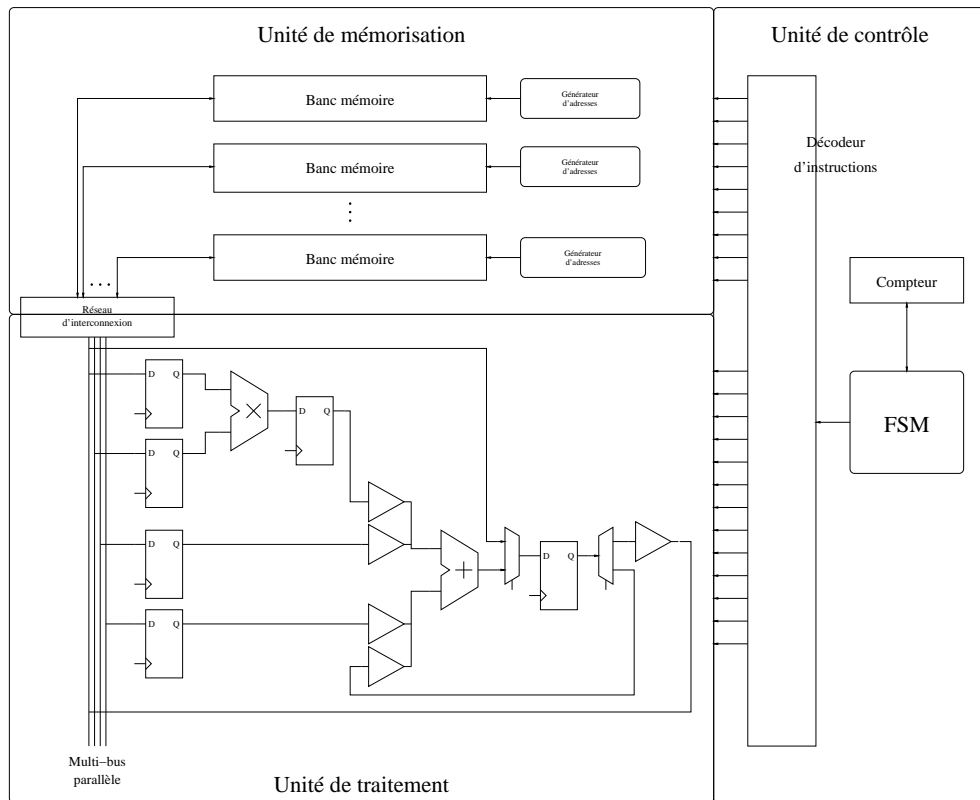 Unité de mémorisation
Unité de contrôle
Banc mémoire
Générateur
d'adresses
Banc mémoire
Générateur
d'adresses
Décodeur
d'instructions
Banc mémoire
Générateur
d'adresses
Compteur
Réseau
d'interconnexion
FSM
D Q
D Q
D Q
D Q
D Q
D Q
Multi−bus
parallèle
Unité de traitement